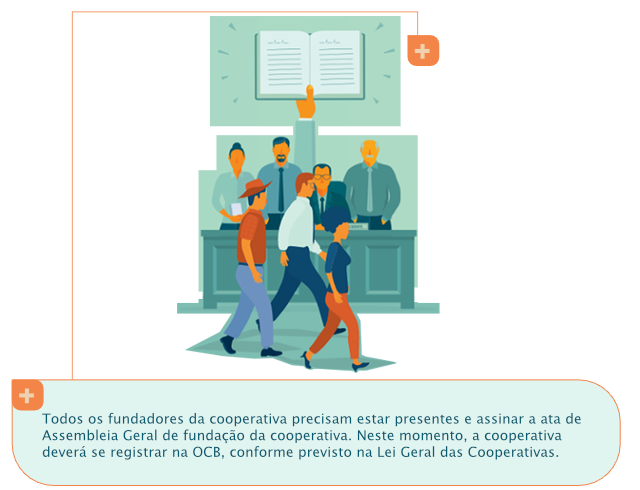 Todos os fundadores da cooperativa precisam estar presentes e assinar a ata de
Assembleia Geral de fundação da cooperativa. Neste momento, a cooperativa
deverá se registrar na OCB, conforme previsto na Lei Geral das Cooperativas.